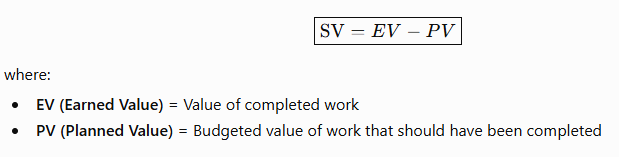 SV = EV − PV
where:
• EV (Earned Value) = Value of completed work
• PV (Planned Value) = Budgeted value of work that should have been completed